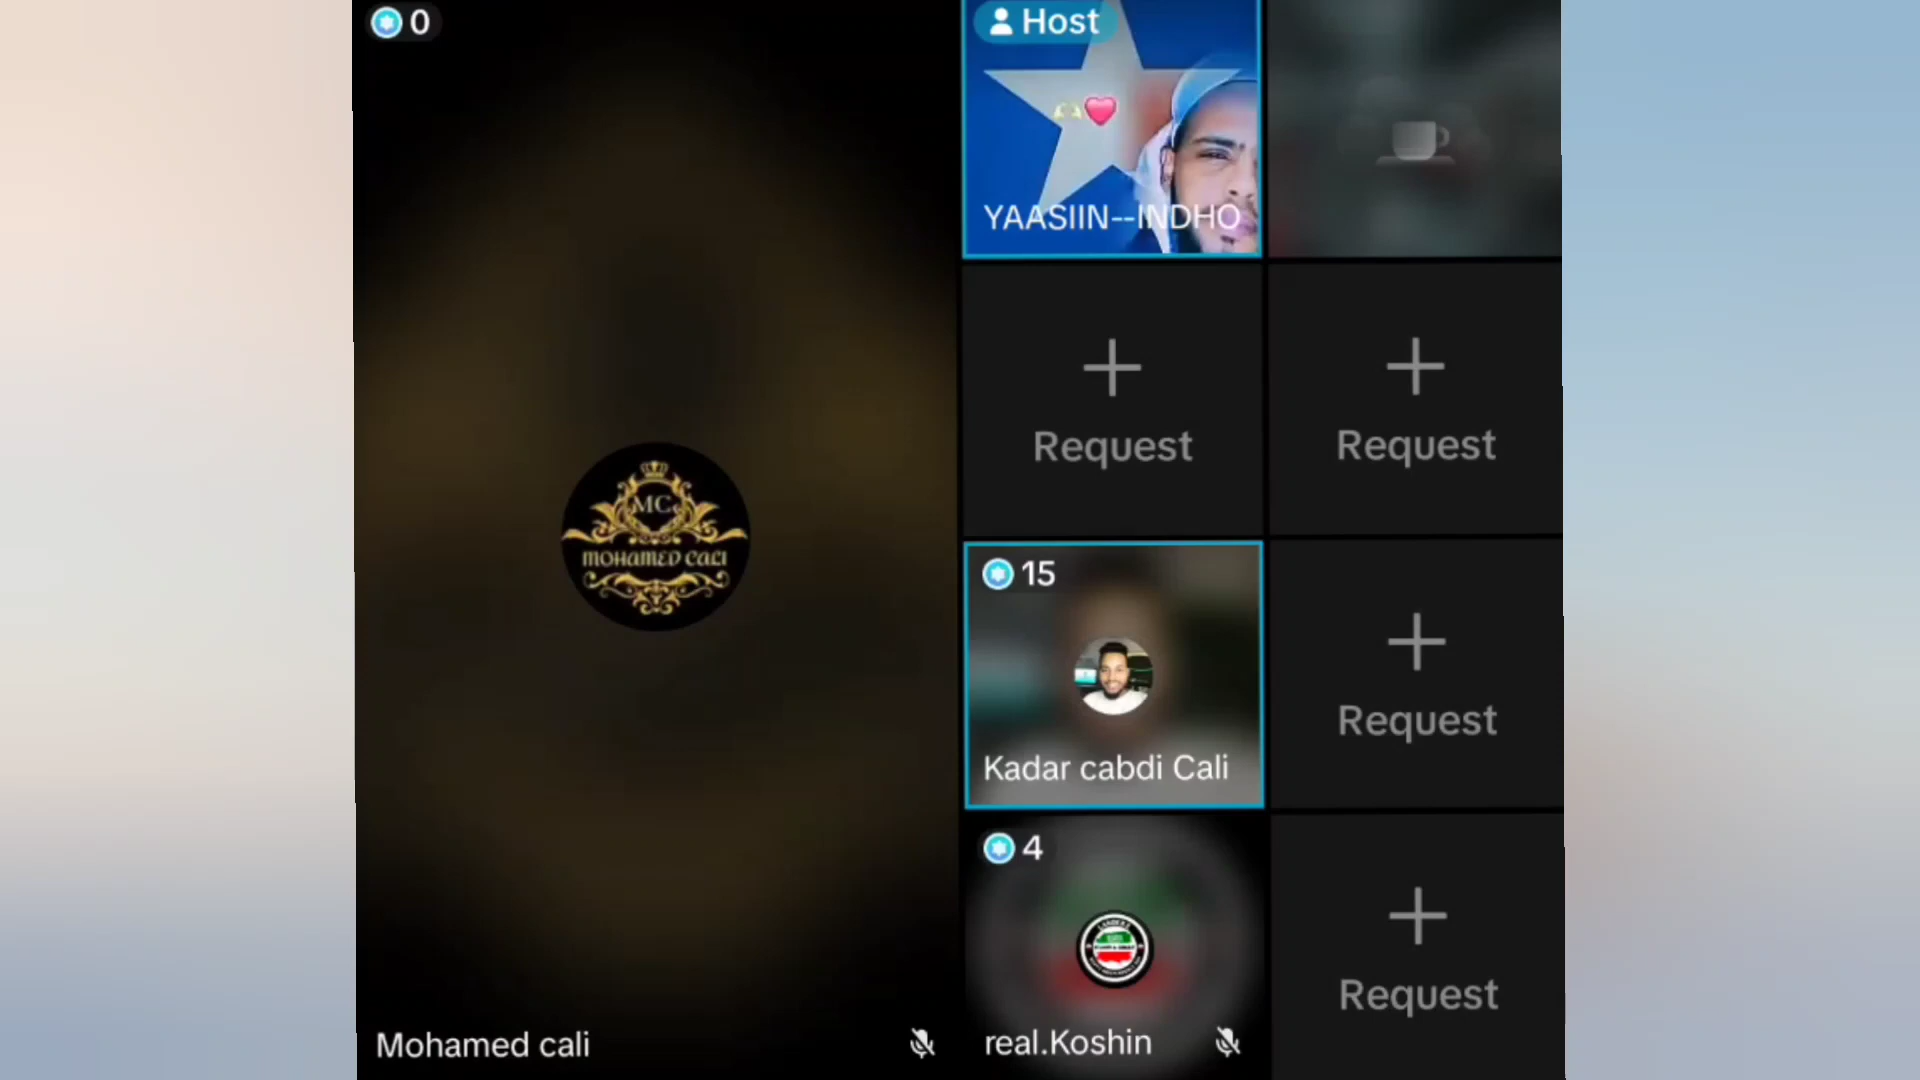 0
Host
YAASIIN--INDHO
Request
Request
MC
MOHAMED CALI
15
Kadar cabdi Cali
Request
4
Request
Mohamed cali
real.Koshin